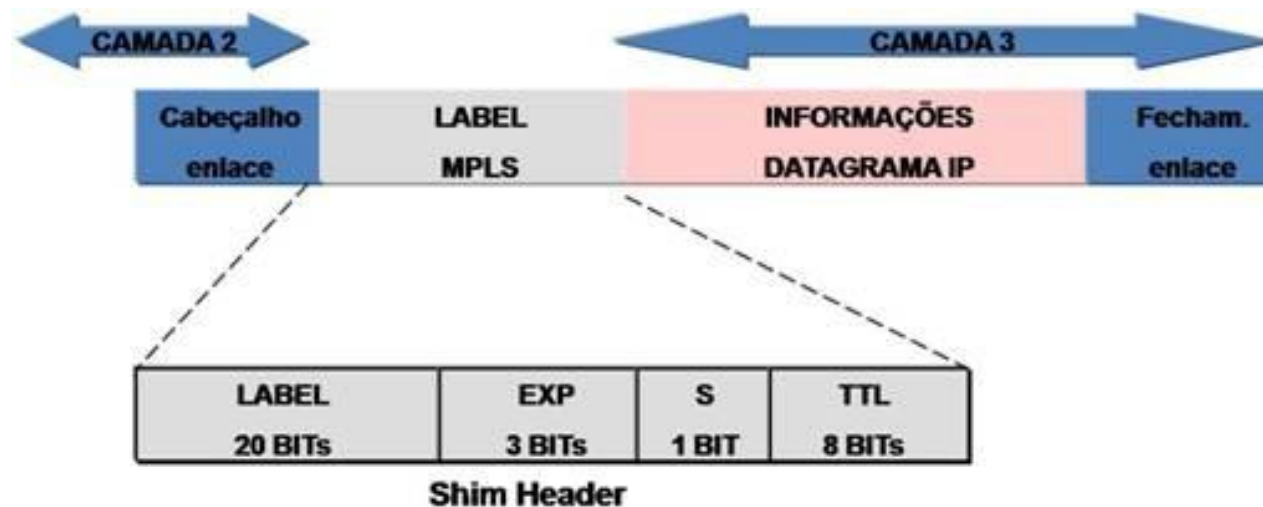 CAMADA 2
CAMADA 3
Cabeçalho LABEL INFORMAÇÕES Fecham.
enlace MPLS DATAGRAMA IP enlace
LABEL EXP S TTL
20 BITs 3 BITs 1 BIT 8 BITs
Shim Header